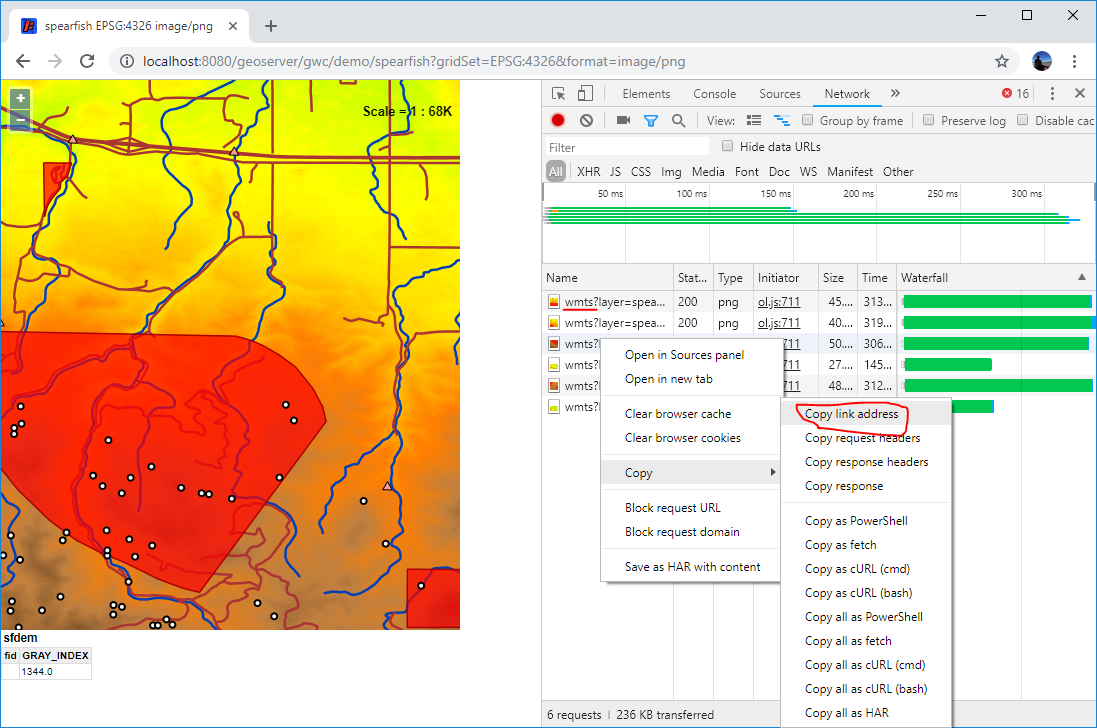 spearfish EPSG:4326 image/png
localhost:8080/geoserver/gwc/demo/spearfish?gridSet=EPSG:4326&format=image/png
+
−
Scale = 1 : 68K
Elements Console Sources Network » 16
View: Group by frame Preserve log Disable cac
Filter Hide data URLs
All XHR JS CSS Img Media Font Doc WS Manifest Other
50 ms 100 ms 150 ms 200 ms 250 ms 300 ms
Name Stat... Type Initiator Size Time Waterfall
wmts?layer=spea... 200 png ol.js:711 45.... 313...
wmts?layer=spea... 200 png ol.js:711 40.... 319...
wmts?l :711 50.... 306...
wmts?l :711 27.... 145...
wmts?l :711 48.... 312...
wmts?l
Open in Sources panel
Open in new tab
Clear browser cache
Clear browser cookies
Copy
Block request URL
Block request domain
Save as HAR with content
Copy link address
Copy request headers
Copy response headers
Copy response
Copy as PowerShell
Copy as fetch
Copy as cURL (cmd)
Copy as cURL (bash)
Copy all as PowerShell
Copy all as fetch
Copy all as cURL (cmd)
Copy all as cURL (bash)
Copy all as HAR
sfdem
fid GRAY_INDEX
1344.0
6 requests | 236 KB transferred